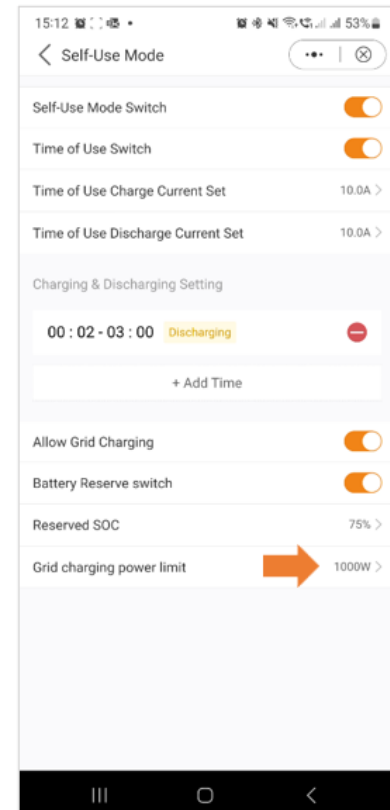 15:12 53%
Self-Use Mode
Self-Use Mode Switch
Time of Use Switch
Time of Use Charge Current Set 10.0A >
Time of Use Discharge Current Set 10.0A >
Charging & Discharging Setting
00 : 02 - 03 : 00 Discharging
+ Add Time
Allow Grid Charging
Battery Reserve switch
Reserved SOC 75% >
Grid charging power limit 1000W >